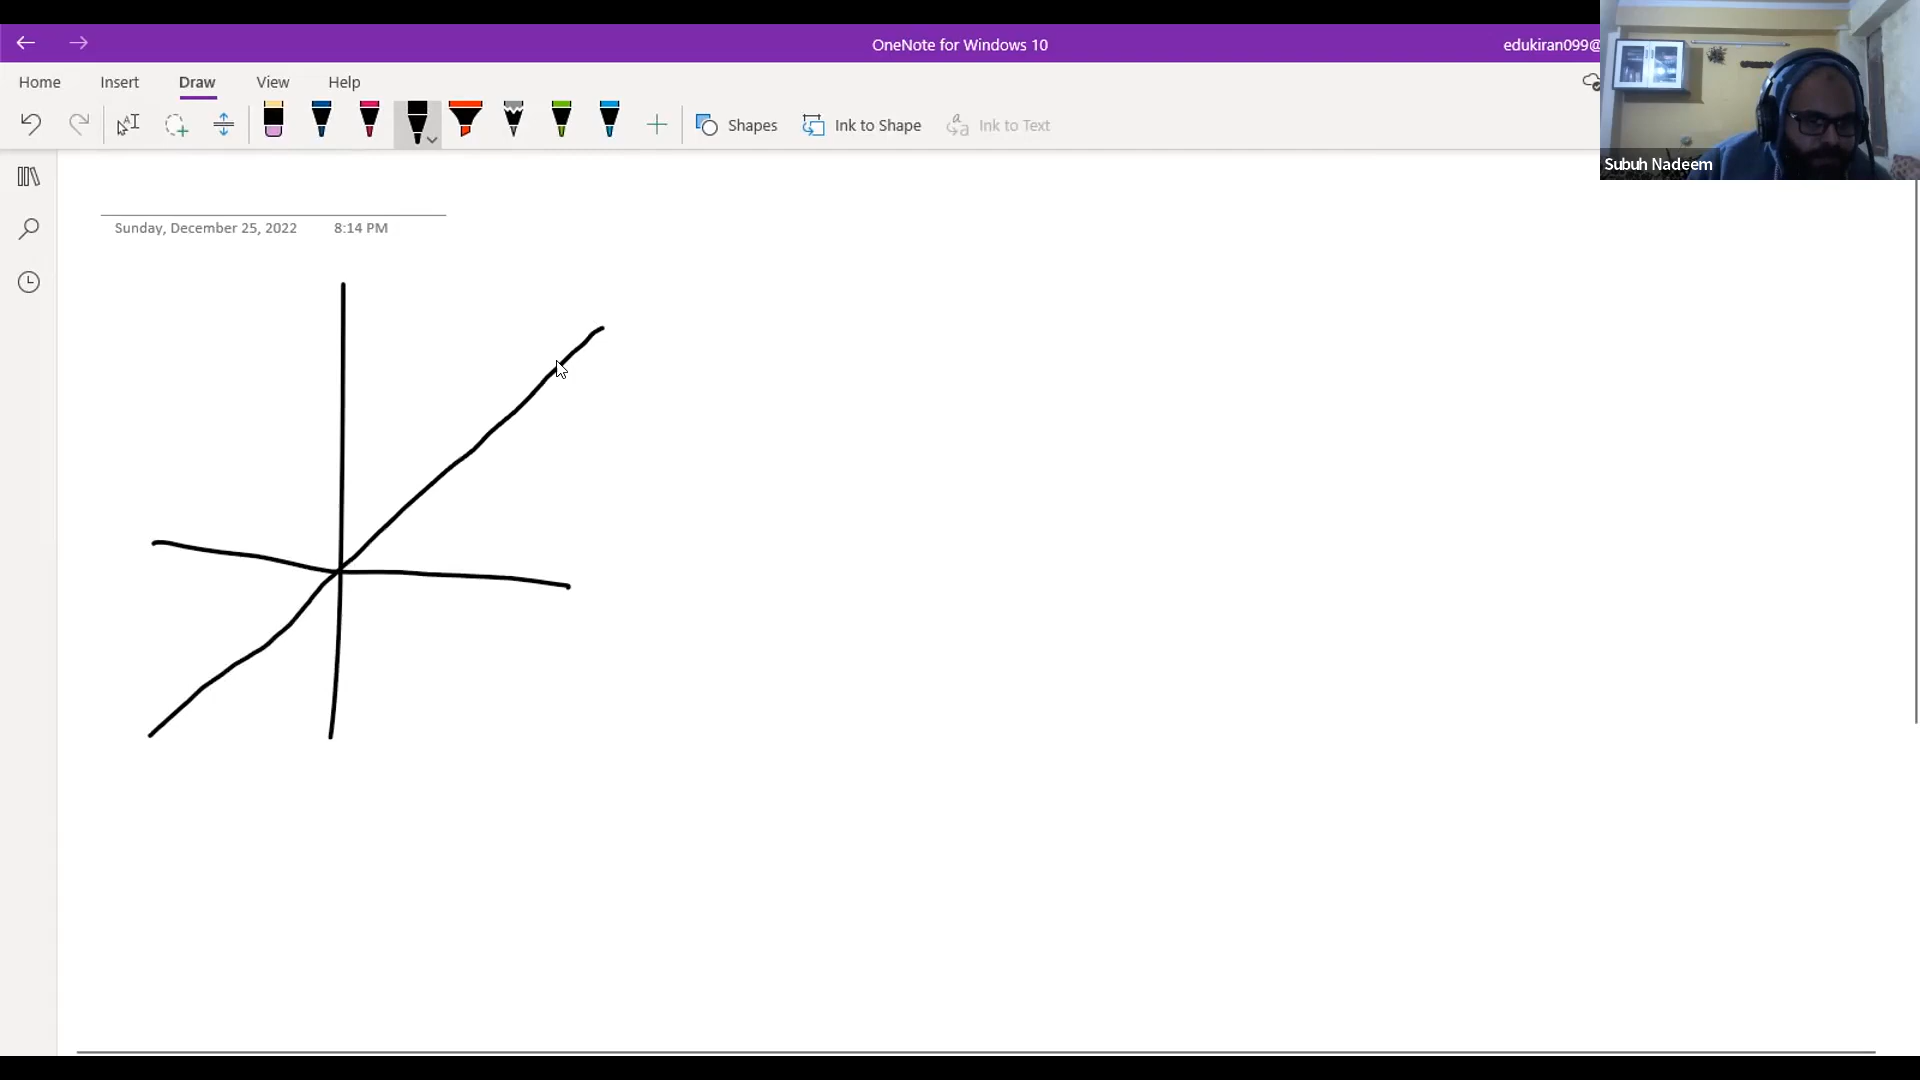 OneNote for Windows 10
edukiran099@
Home Insert Draw View Help
Shapes Ink to Shape Ink to Text
Subuh Nadeem
Sunday, December 25, 2022 8:14 PM